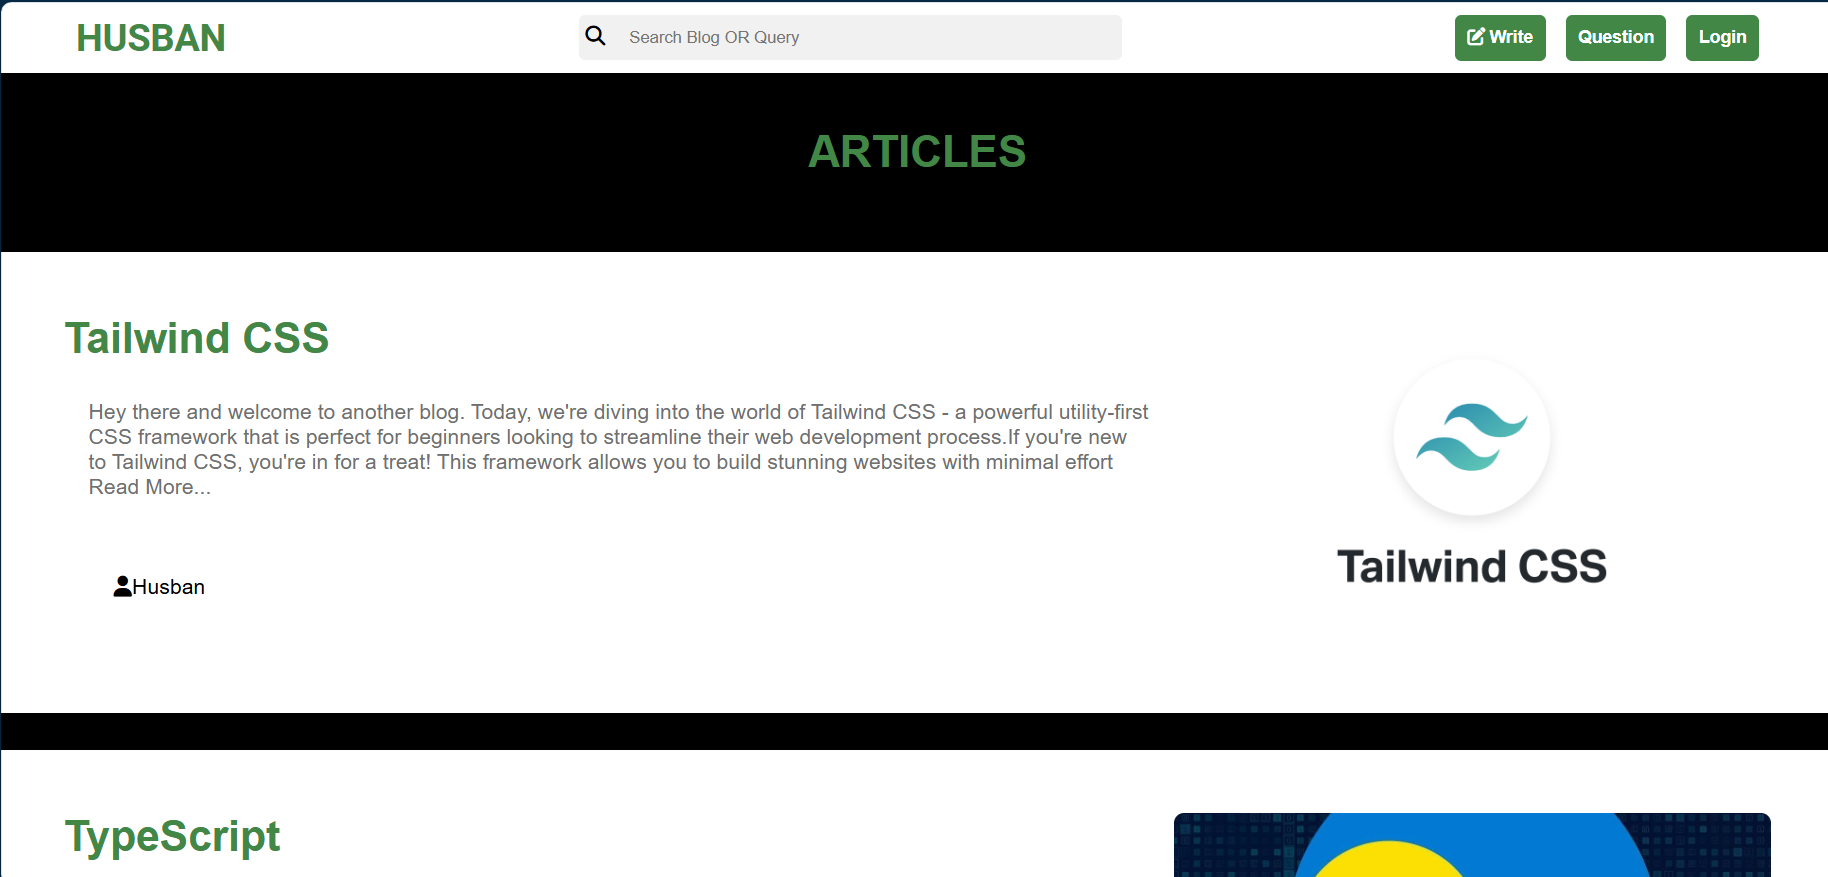 HUSBAN
Search Blog OR Query
Write
Question
Login
ARTICLES
Tailwind CSS
Hey there and welcome to another blog. Today, we're diving into the world of Tailwind CSS - a powerful utility-first
CSS framework that is perfect for beginners looking to streamline their web development process.If you're new
to Tailwind CSS, you're in for a treat! This framework allows you to build stunning websites with minimal effort
Read More...
Husban
Tailwind CSS
TypeScript